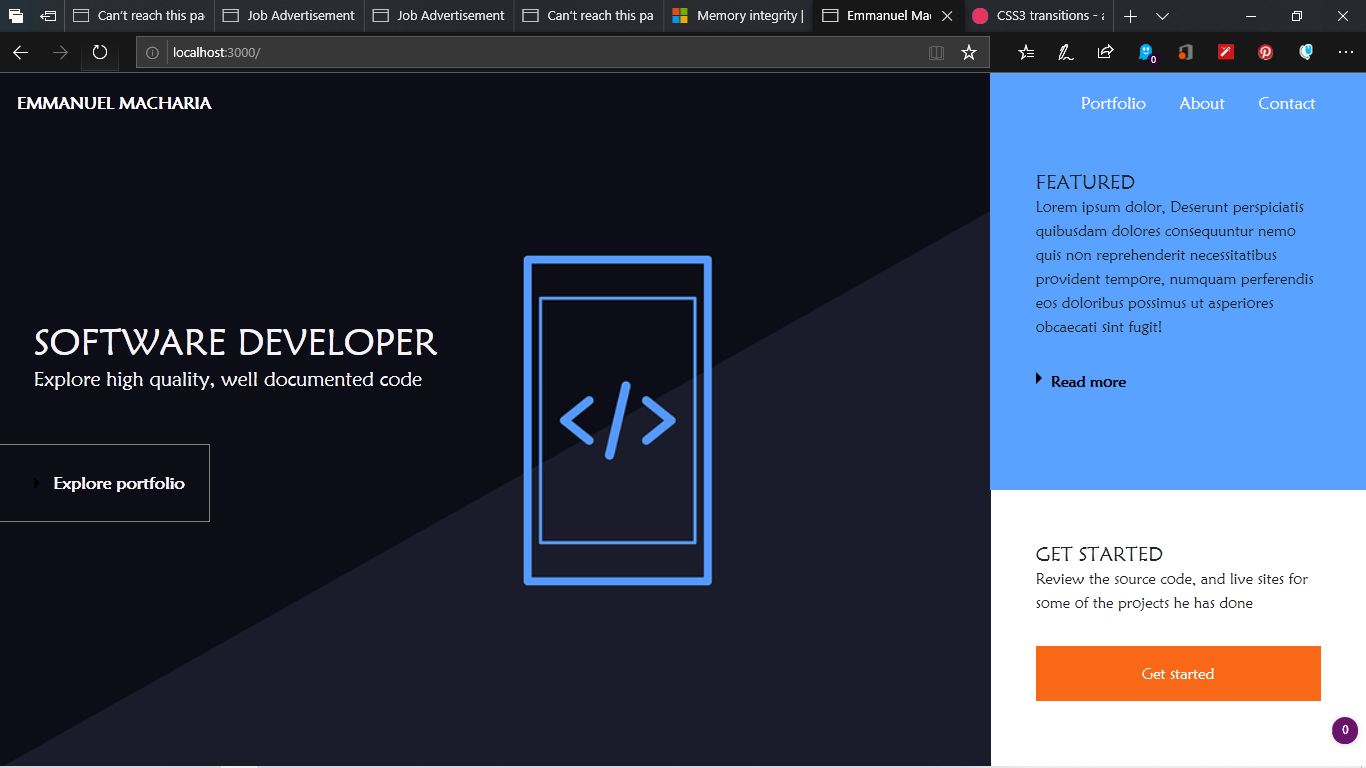 Can't reach this pa
Job Advertisement
Job Advertisement
Can't reach this pa
Memory integrity |
Emmanuel Mac
CSS3 transitions - a
localhost:3000/
0
EMMANUEL MACHARIA
Portfolio
About
Contact
SOFTWARE DEVELOPER
Explore high quality, well documented code
Explore portfolio
</>
FEATURED
Lorem ipsum dolor, Deserunt perspiciatis
quibusdam dolores consequuntur nemo
quis non reprehenderit necessitatibus
provident tempore, numquam perferendis
eos doloribus possimus ut asperiores
obcaecati sint fugit!
Read more
GET STARTED
Review the source code, and live sites for
some of the projects he has done
Get started
0